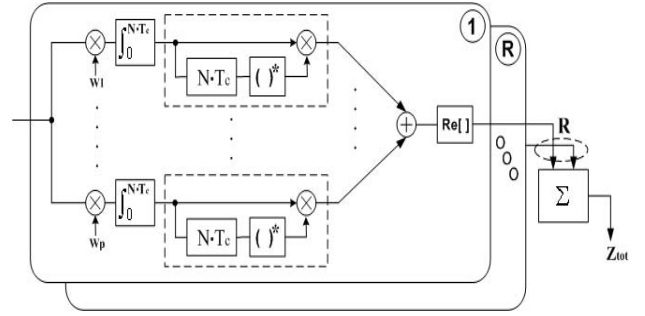 1
R
∫₀^{N·Tc}
N·Tc
( )*
W1
Re[ ]
R
∫₀^{N·Tc}
N·Tc
( )*
Wp
Σ
Ztot